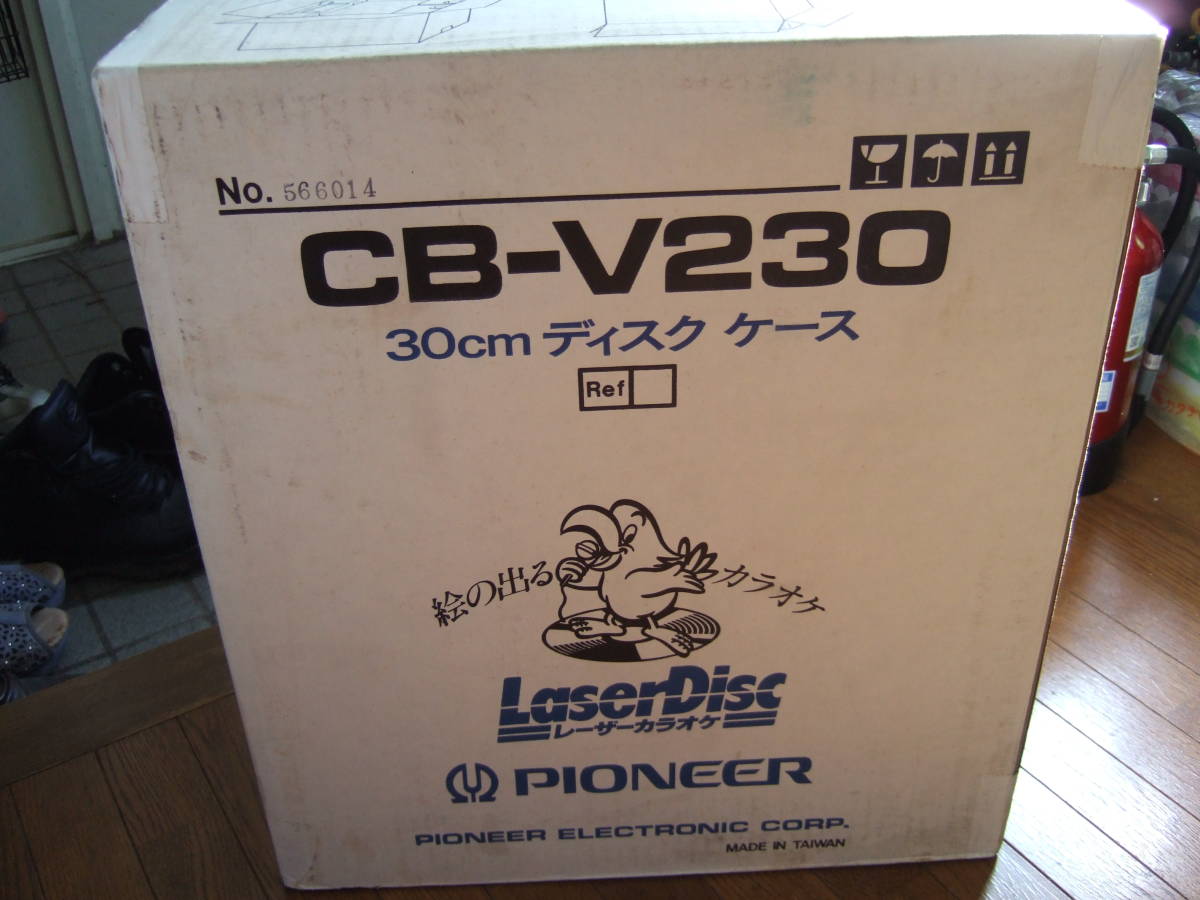 No. 566014
CB-V230
30cm ディスク ケース
Ref
絵の出る カラオケ
LaserDisc
レーザーカラオケ
PIONEER
PIONEER ELECTRONIC CORP.
MADE IN TAIWAN